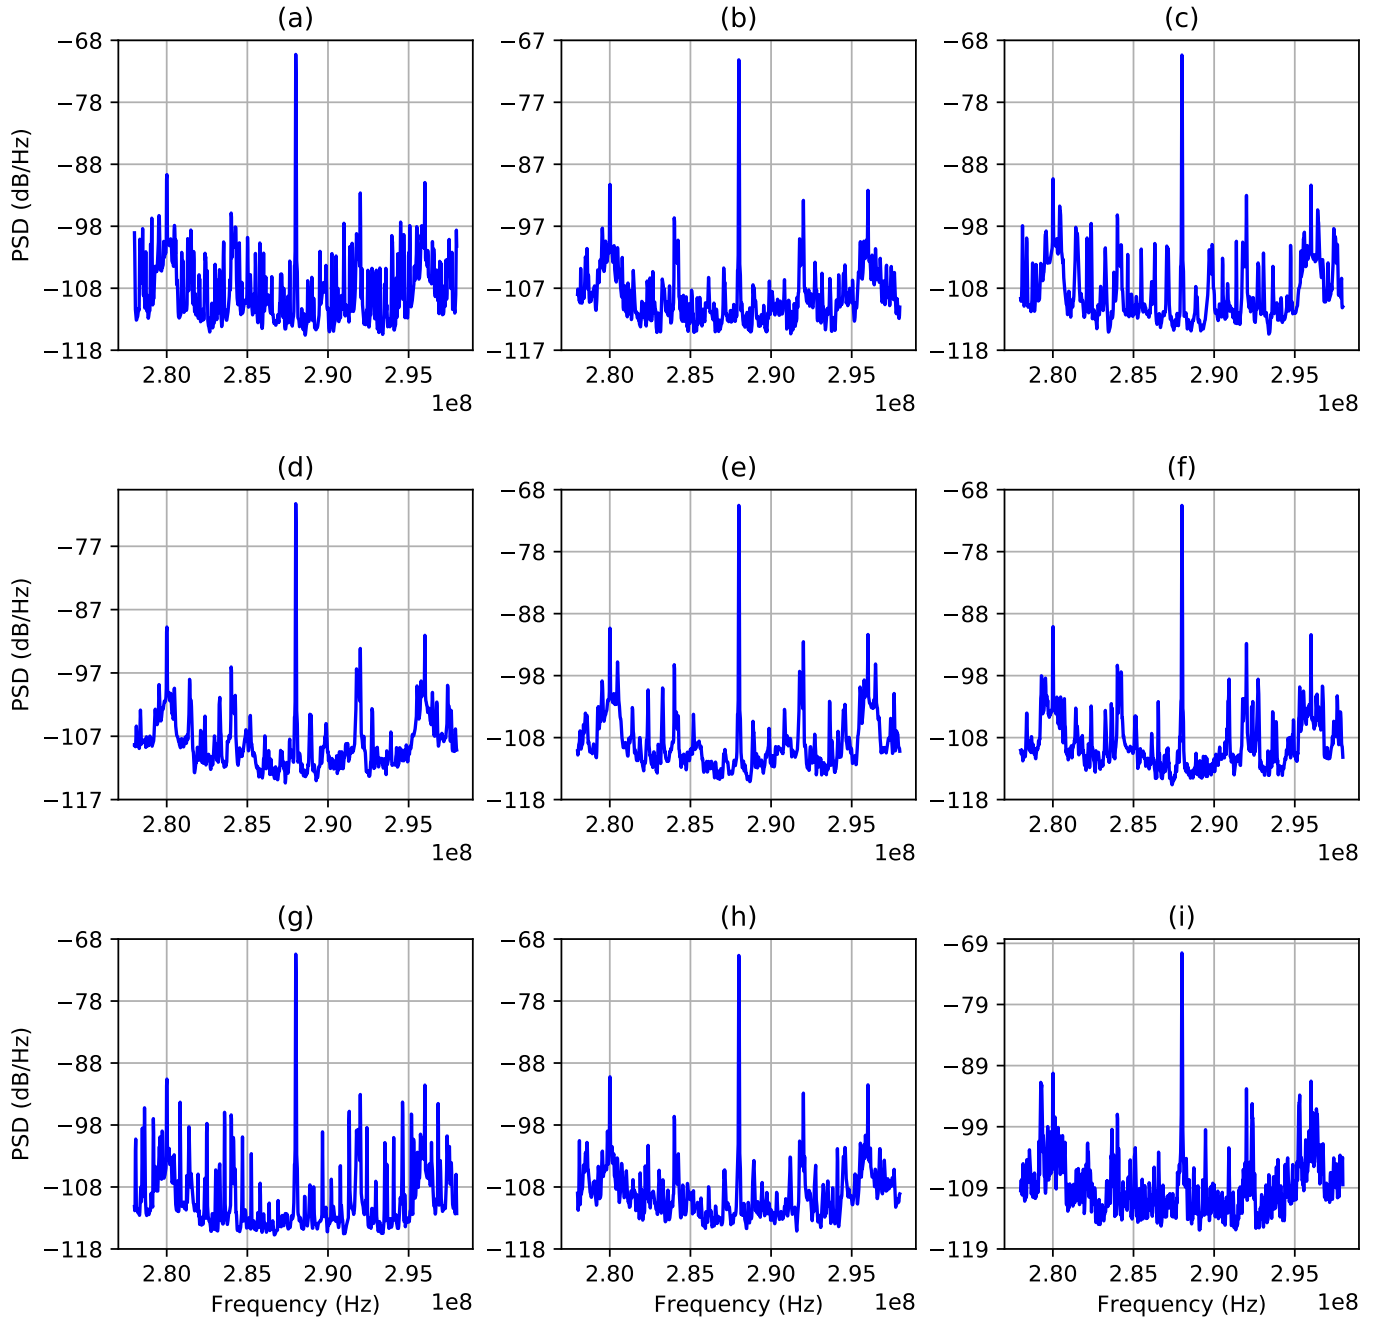 (a) (b) (c)
PSD (dB/Hz)
−68 −67 −68
−78 −77 −78
−88 −87 −88
−98 −97 −98
−108 −107 −108
−118 −117 −118
2.80 2.85 2.90 2.95 2.80 2.85 2.90 2.95 2.80 2.85 2.90 2.95
1e8 1e8 1e8
(d) (e) (f)
PSD (dB/Hz)
−68 −68
−77 −78 −78
−87 −88 −88
−97 −98 −98
−107 −108 −108
−117 −118 −118
2.80 2.85 2.90 2.95 2.80 2.85 2.90 2.95 2.80 2.85 2.90 2.95
1e8 1e8 1e8
(g) (h) (i)
PSD (dB/Hz)
−68 −68 −69
−78 −78 −79
−88 −88 −89
−98 −98 −99
−108 −108 −109
−118 −118 −119
2.80 2.85 2.90 2.95 2.80 2.85 2.90 2.95 2.80 2.85 2.90 2.95
Frequency (Hz) 1e8 Frequency (Hz) 1e8 Frequency (Hz) 1e8